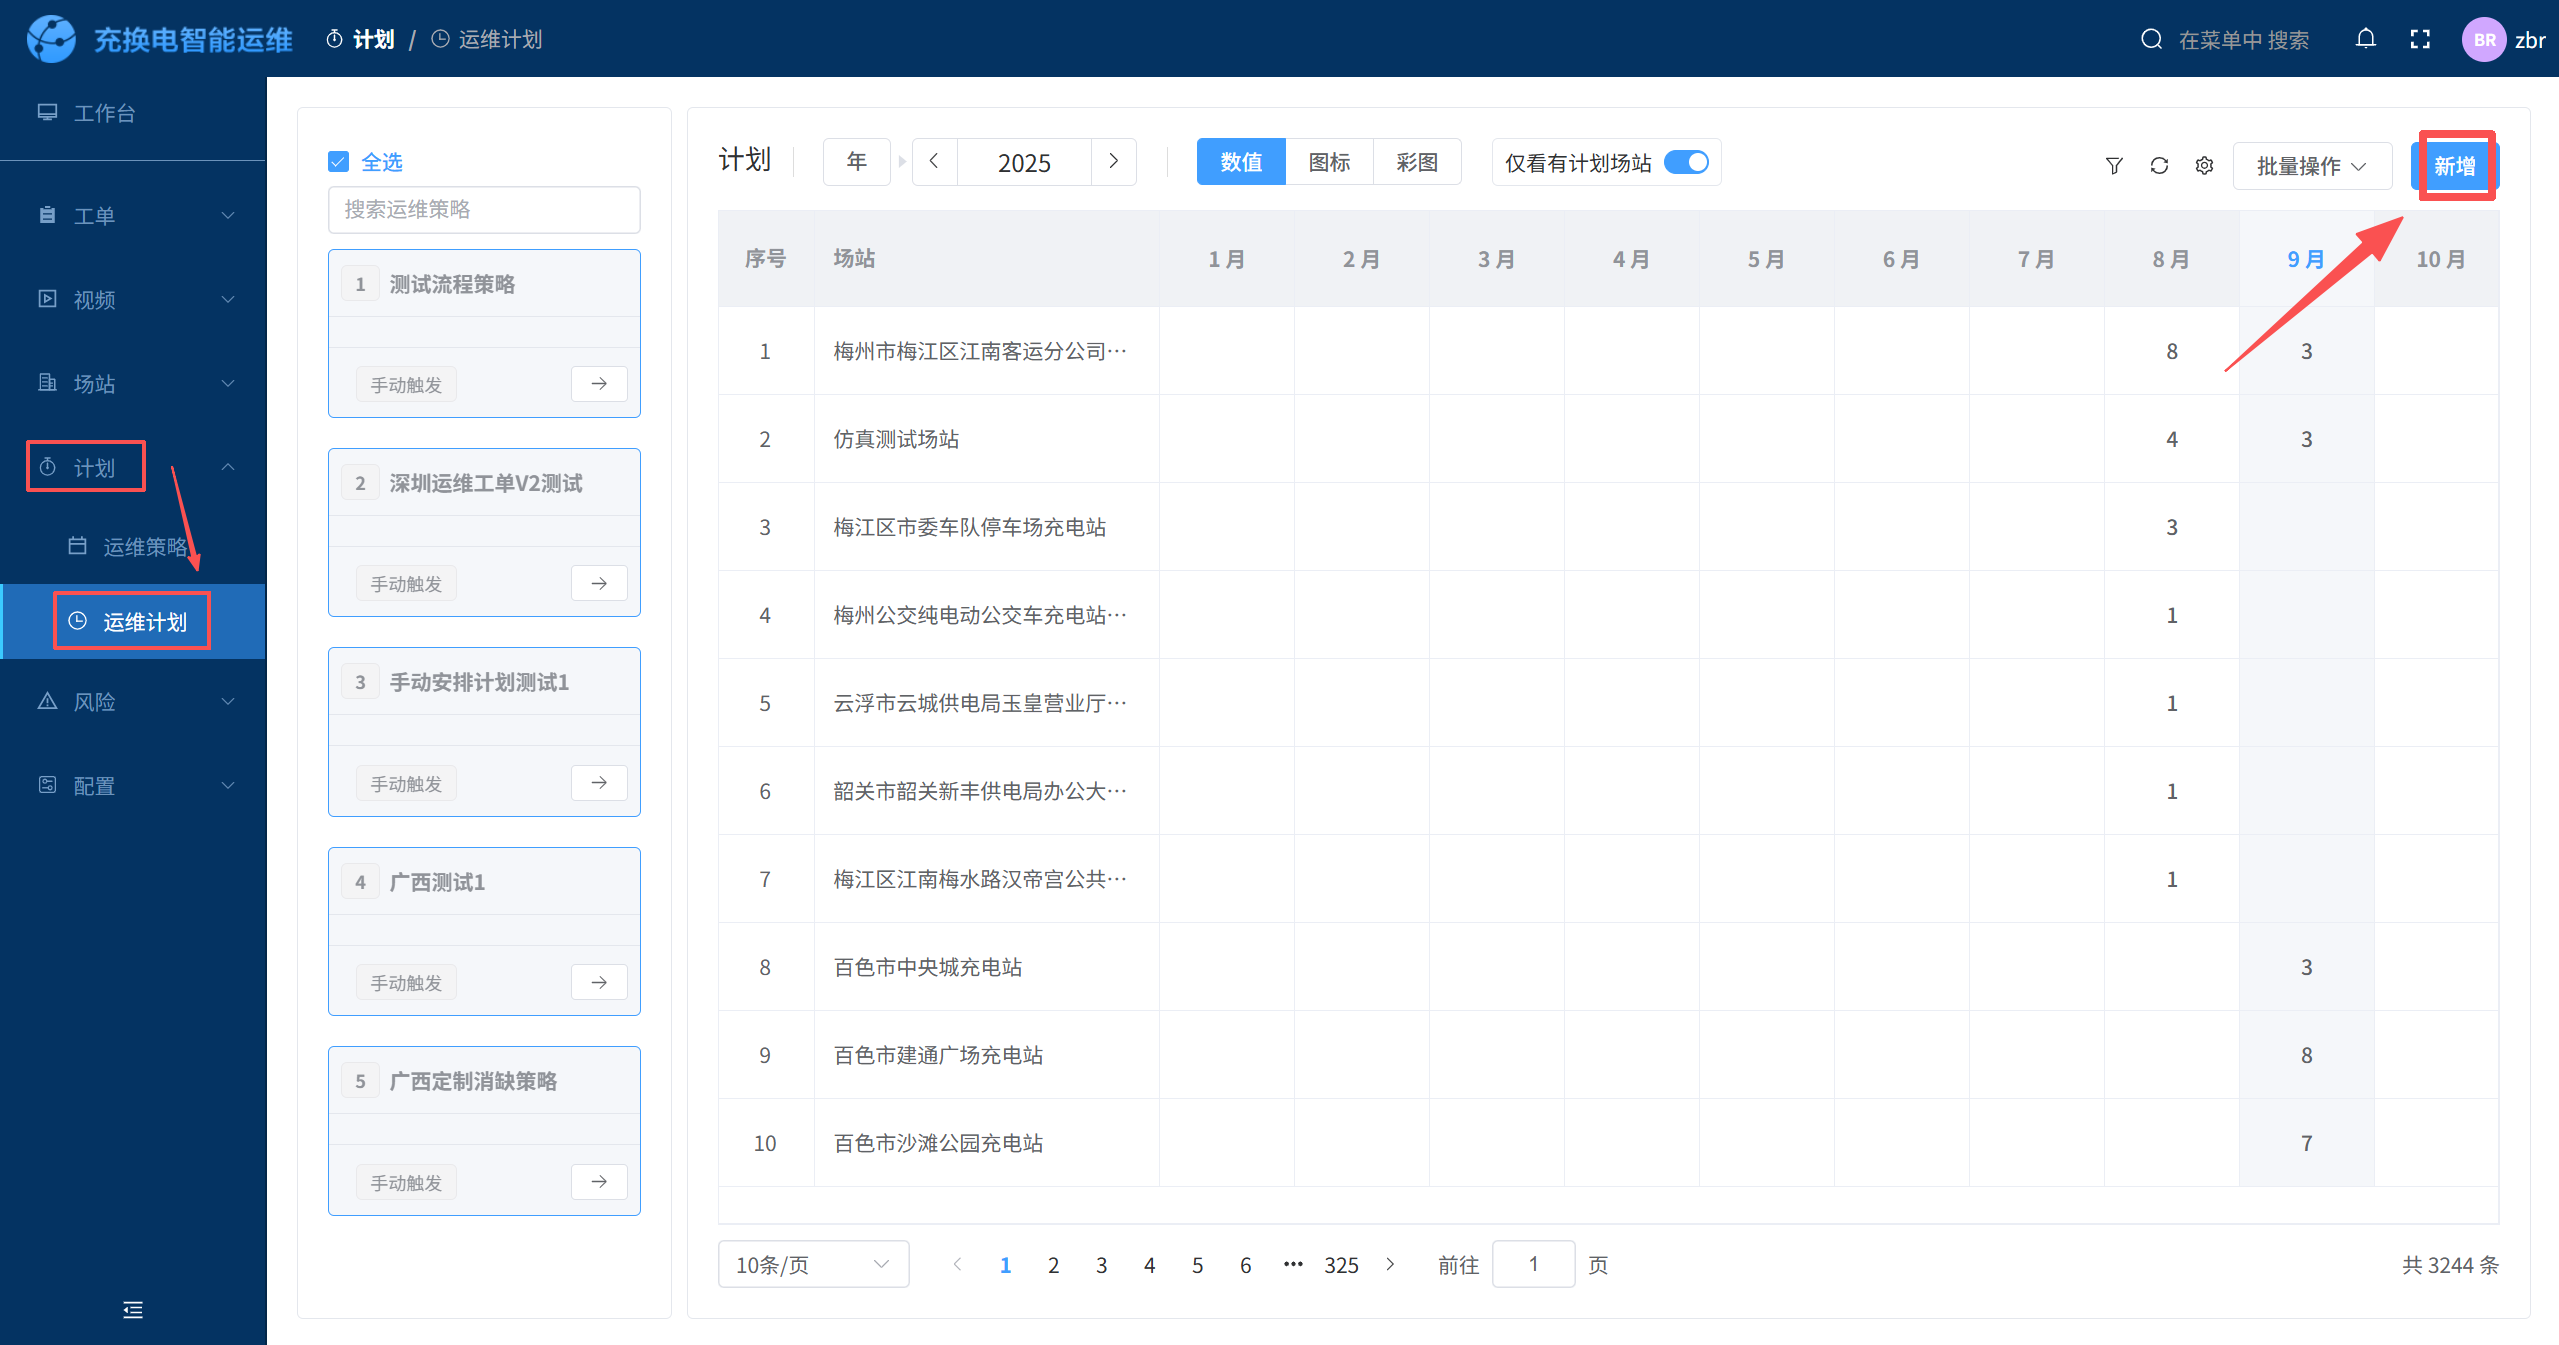 充换电智能运维
计划 / 运维计划
在菜单中 搜索
BR zbr
工作台
工单
视频
场站
计划
运维策略
运维计划
风险
配置
全选
搜索运维策略
1 测试流程策略
手动触发
2 深圳运维工单V2测试
手动触发
3 手动安排计划测试1
手动触发
4 广西测试1
手动触发
5 广西定制消缺策略
手动触发
计划 年 2025 数值 图标 彩图 仅看有计划场站 批量操作 新增
序号 场站 1 月 2 月 3 月 4 月 5 月 6 月 7 月 8 月 9 月 10 月
1 梅州市梅江区江南客运分公司… 8 3
2 仿真测试场站 4 3
3 梅江区市委车队停车场充电站 3
4 梅州公交纯电动公交车充电站… 1
5 云浮市云城供电局玉皇营业厅… 1
6 韶关市韶关新丰供电局办公大… 1
7 梅江区江南梅水路汉帝宫公共… 1
8 百色市中央城充电站 3
9 百色市建通广场充电站 8
10 百色市沙滩公园充电站 7
10条/页 1 2 3 4 5 6 ••• 325 前往 1 页 共 3244 条